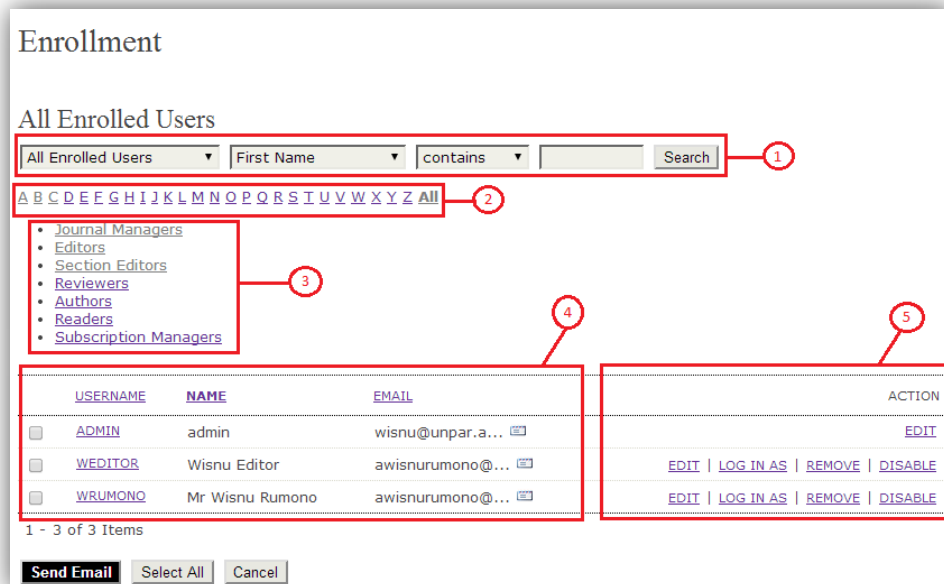 Enrollment
All Enrolled Users
All Enrolled Users First Name contains Search 1
A B C D E F G H I J K L M N O P Q R S T U V W X Y Z All 2
Journal Managers
Editors
Section Editors
Reviewers 3
Authors
Readers
Subscription Managers
4 5
USERNAME NAME EMAIL ACTION
ADMIN admin wisnu@unpar.a... EDIT
WEDITOR Wisnu Editor awisnurumono@... EDIT | LOG IN AS | REMOVE | DISABLE
WRUMONO Mr Wisnu Rumono awisnurumono@... EDIT | LOG IN AS | REMOVE | DISABLE
1 - 3 of 3 Items
Send Email Select All Cancel